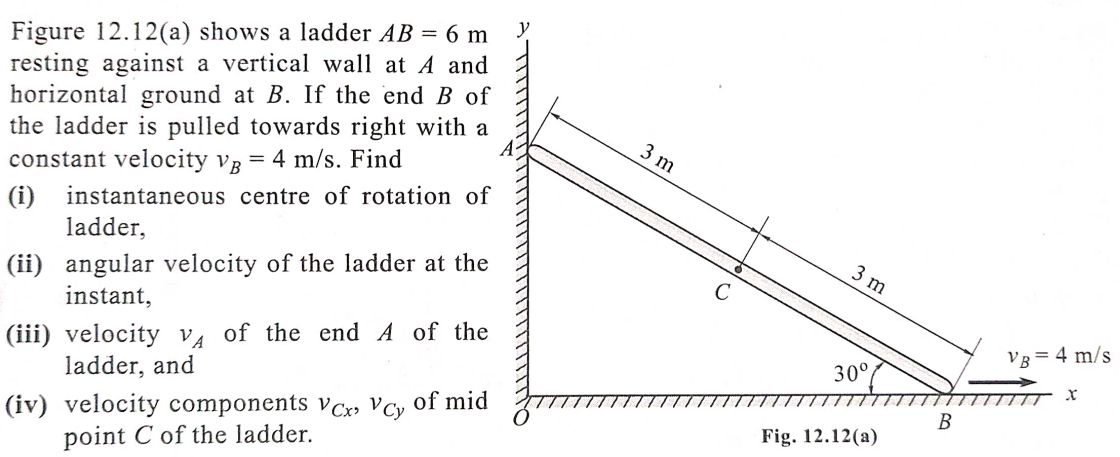 Figure 12.12(a) shows a ladder AB = 6 m
resting against a vertical wall at A and
horizontal ground at B. If the end B of
the ladder is pulled towards right with a
constant velocity v_B = 4 m/s. Find
(i) instantaneous centre of rotation of
ladder,
(ii) angular velocity of the ladder at the
instant,
(iii) velocity v_A of the end A of the
ladder, and
(iv) velocity components v_Cx, v_Cy of mid
point C of the ladder.
y
A
3 m
C
3 m
30°
v_B = 4 m/s
x
O
B
Fig. 12.12(a)